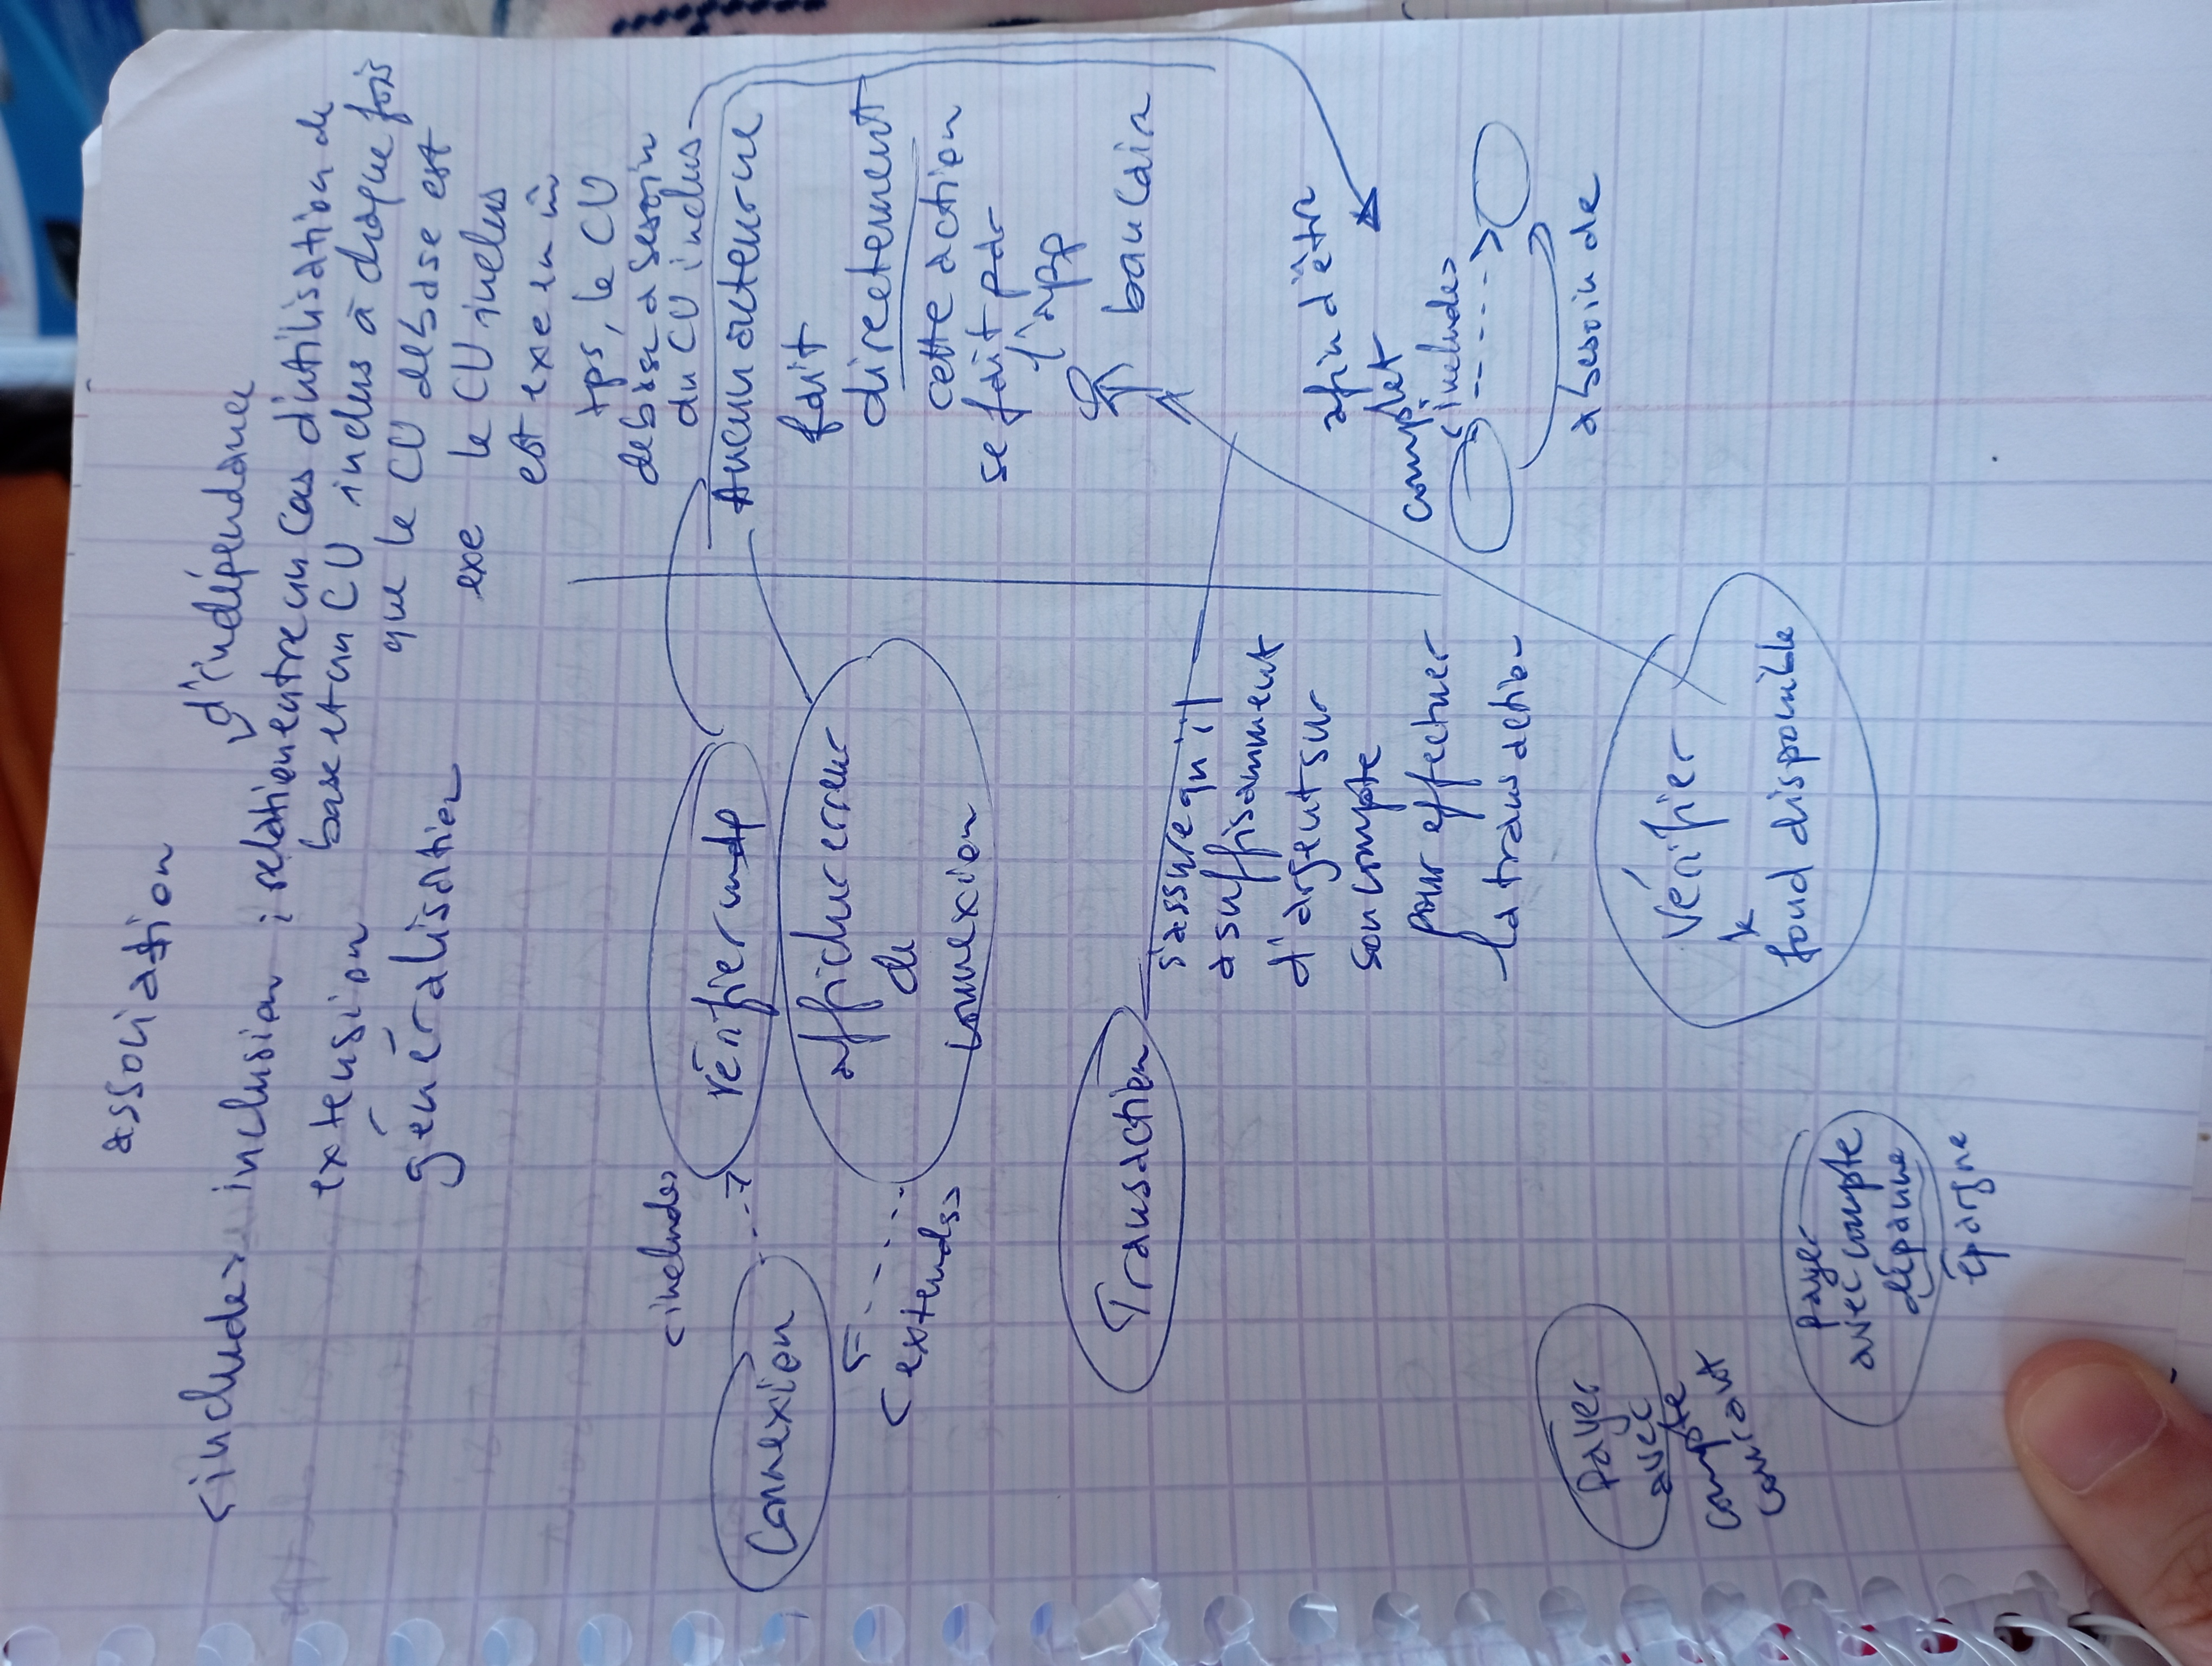 association
d'indépendance
<include> inclusion : relation entre un cas d'utilisation de
base et un CU inclus à chaque fois
que le CU de base est
exe le CU inclus
est exe en m̂
tps, le CU
de base a besoin
du CU inclus
extension
généralisation
<include>
Connexion
Vérifier mdp
afficher erreur
de
connexion
<extends>
Aucun acteur ne
fait
directement
cette action
se fait par
l'app
bancaire
Transaction
s'assure qu'il
a suffisamment
d'argent sur
son compte
pour effectuer
la transaction
afin d'être
complet
<include>
a besoin de
Payer
avec
compte
courant
Vérifier
le
fond disponible
payer
avec compte
dépanne
épargne